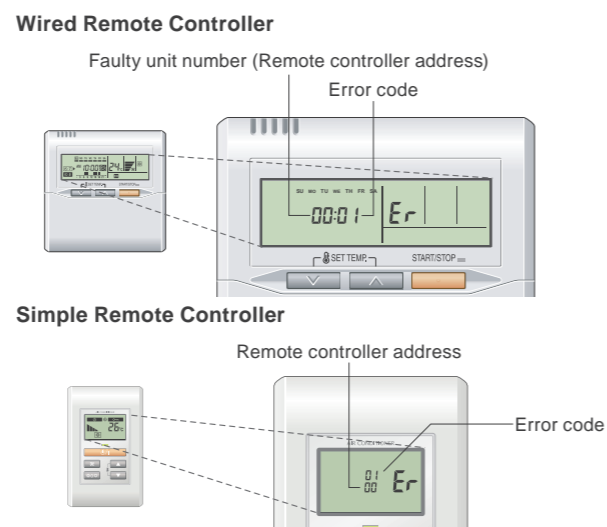 Wired Remote Controller
Faulty unit number (Remote controller address)
Error code
SU MO TU WE TH FR SA
00:01 Er
SET TEMP.
START/STOP
Simple Remote Controller
Remote controller address
Error code
26°C
01
00 Er